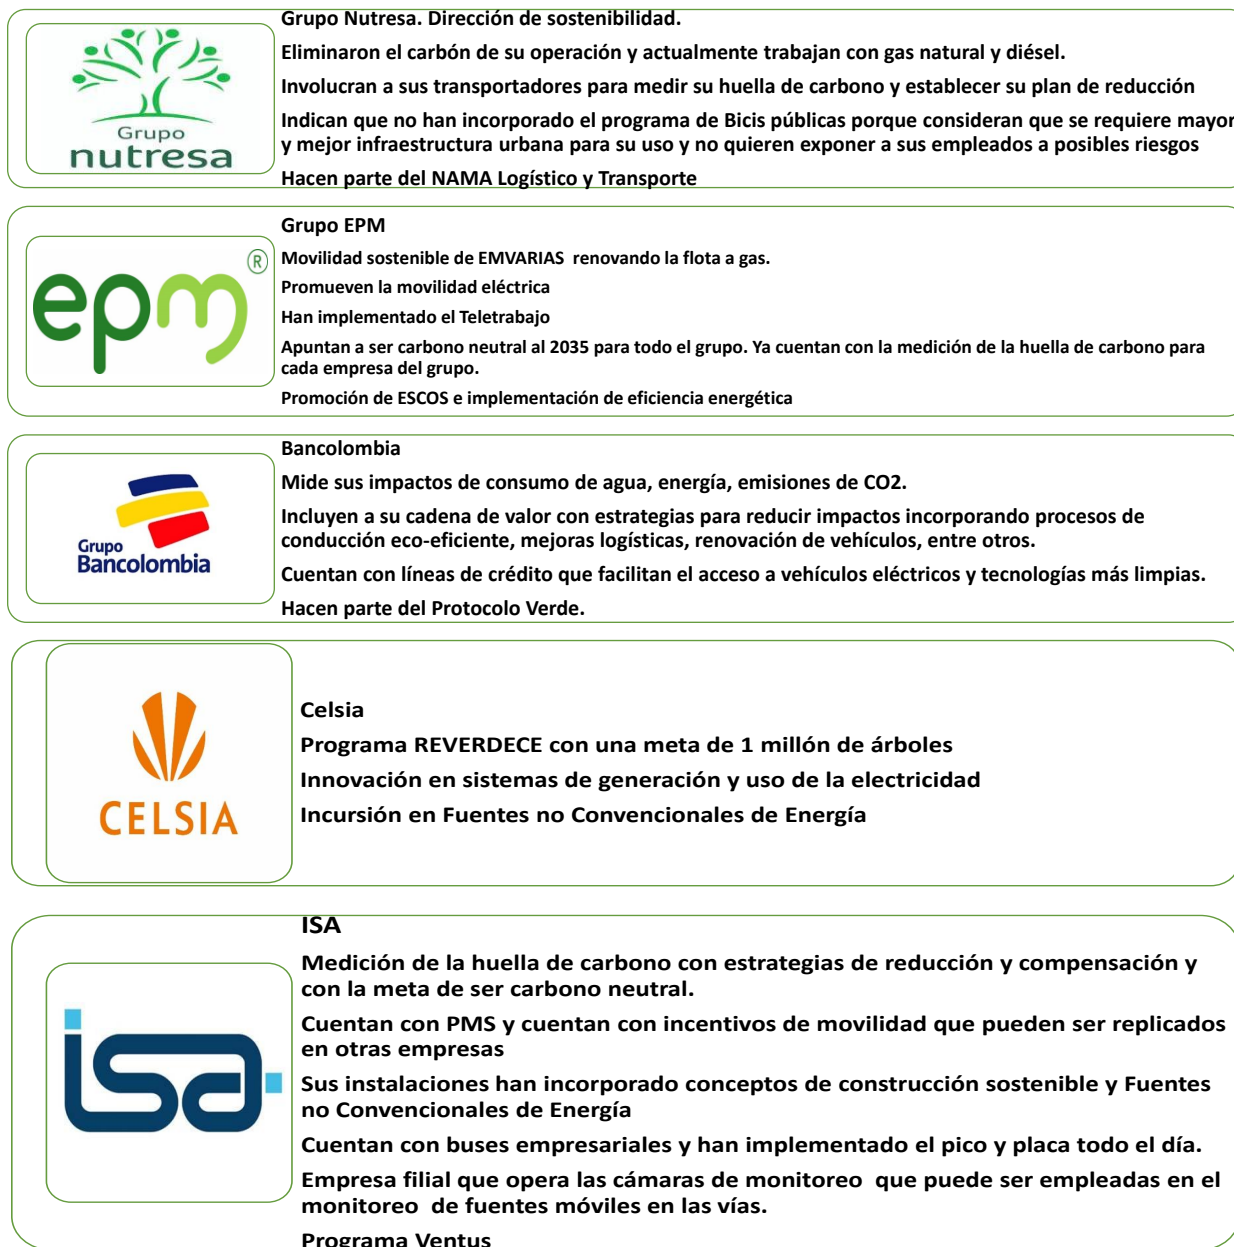 Grupo
nutresa
Grupo Nutresa. Dirección de sostenibilidad.
Eliminaron el carbón de su operación y actualmente trabajan con gas natural y diésel.
Involucran a sus transportadores para medir su huella de carbono y establecer su plan de reducción
Indican que no han incorporado el programa de Bicis públicas porque consideran que se requiere mayor
y mejor infraestructura urbana para su uso y no quieren exponer a sus empleados a posibles riesgos
Hacen parte del NAMA Logístico y Transporte
epm®
Grupo EPM
Movilidad sostenible de EMVARIAS  renovando la flota a gas.
Promueven la movilidad eléctrica
Han implementado el Teletrabajo
Apuntan a ser carbono neutral al 2035 para todo el grupo. Ya cuentan con la medición de la huella de carbono para
cada empresa del grupo.
Promoción de ESCOS e implementación de eficiencia energética
Grupo
Bancolombia
Bancolombia
Mide sus impactos de consumo de agua, energía, emisiones de CO2.
Incluyen a su cadena de valor con estrategias para reducir impactos incorporando procesos de
conducción eco-eficiente, mejoras logísticas, renovación de vehículos, entre otros.
Cuentan con líneas de crédito que facilitan el acceso a vehículos eléctricos y tecnologías más limpias.
Hacen parte del Protocolo Verde.
CELSIA
Celsia
Programa REVERDECE con una meta de 1 millón de árboles
Innovación en sistemas de generación y uso de la electricidad
Incursión en Fuentes no Convencionales de Energía
isa
ISA
Medición de la huella de carbono con estrategias de reducción y compensación y
con la meta de ser carbono neutral.
Cuentan con PMS y cuentan con incentivos de movilidad que pueden ser replicados
en otras empresas
Sus instalaciones han incorporado conceptos de construcción sostenible y Fuentes
no Convencionales de Energía
Cuentan con buses empresariales y han implementado el pico y placa todo el día.
Empresa filial que opera las cámaras de monitoreo  que puede ser empleadas en el
monitoreo  de fuentes móviles en las vías.
Programa Ventus